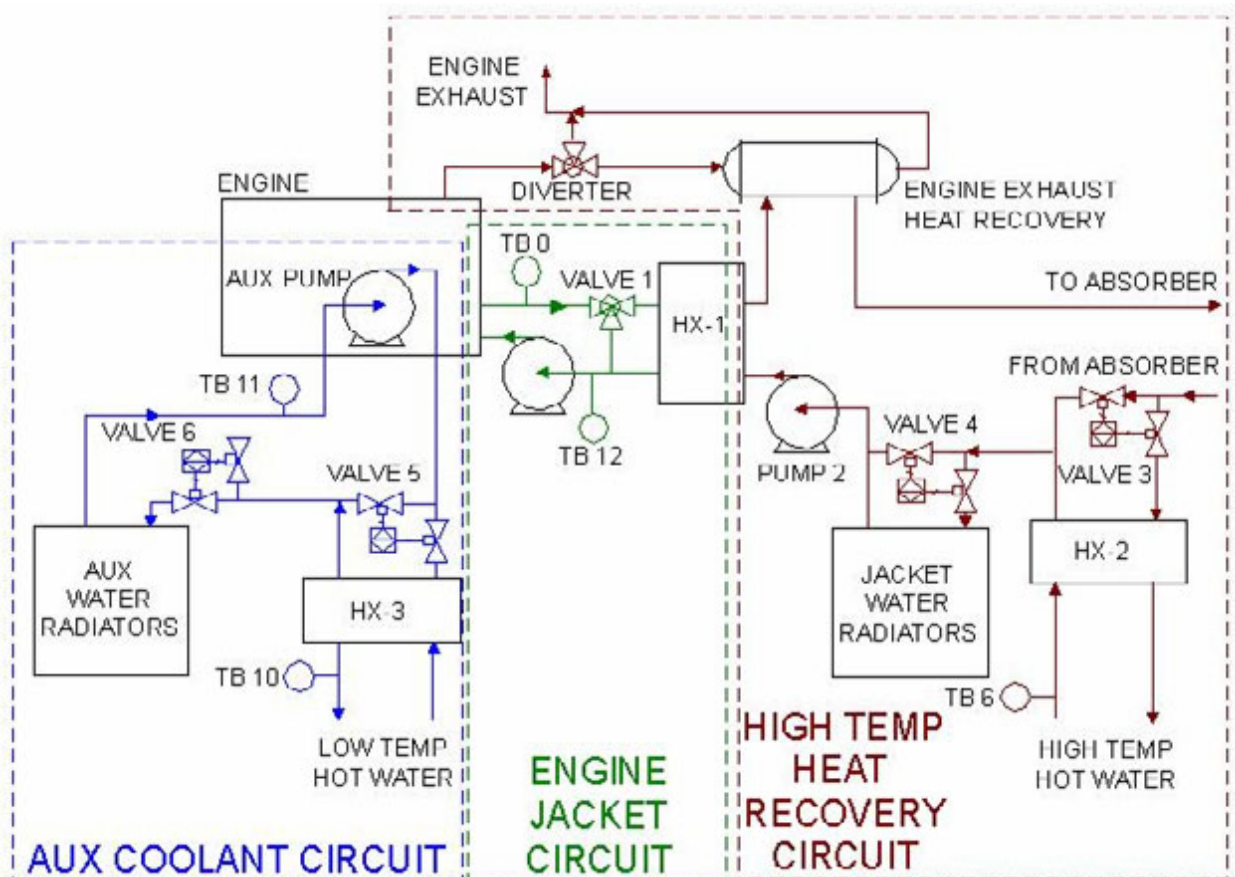 ENGINE
EXHAUST
DIVERTER
ENGINE EXHAUST
HEAT RECOVERY
ENGINE
AUX PUMP
TB 0
VALVE 1
HX-1
TO ABSORBER
FROM ABSORBER
TB 11
VALVE 6
VALVE 5
TB 12
PUMP 2
VALVE 4
VALVE 3
AUX
WATER
RADIATORS
HX-3
JACKET
WATER
RADIATORS
HX-2
TB 10
TB 6
LOW TEMP
HOT WATER
HIGH TEMP
HOT WATER
AUX COOLANT CIRCUIT
ENGINE
JACKET
CIRCUIT
HIGH TEMP
HEAT
RECOVERY
CIRCUIT